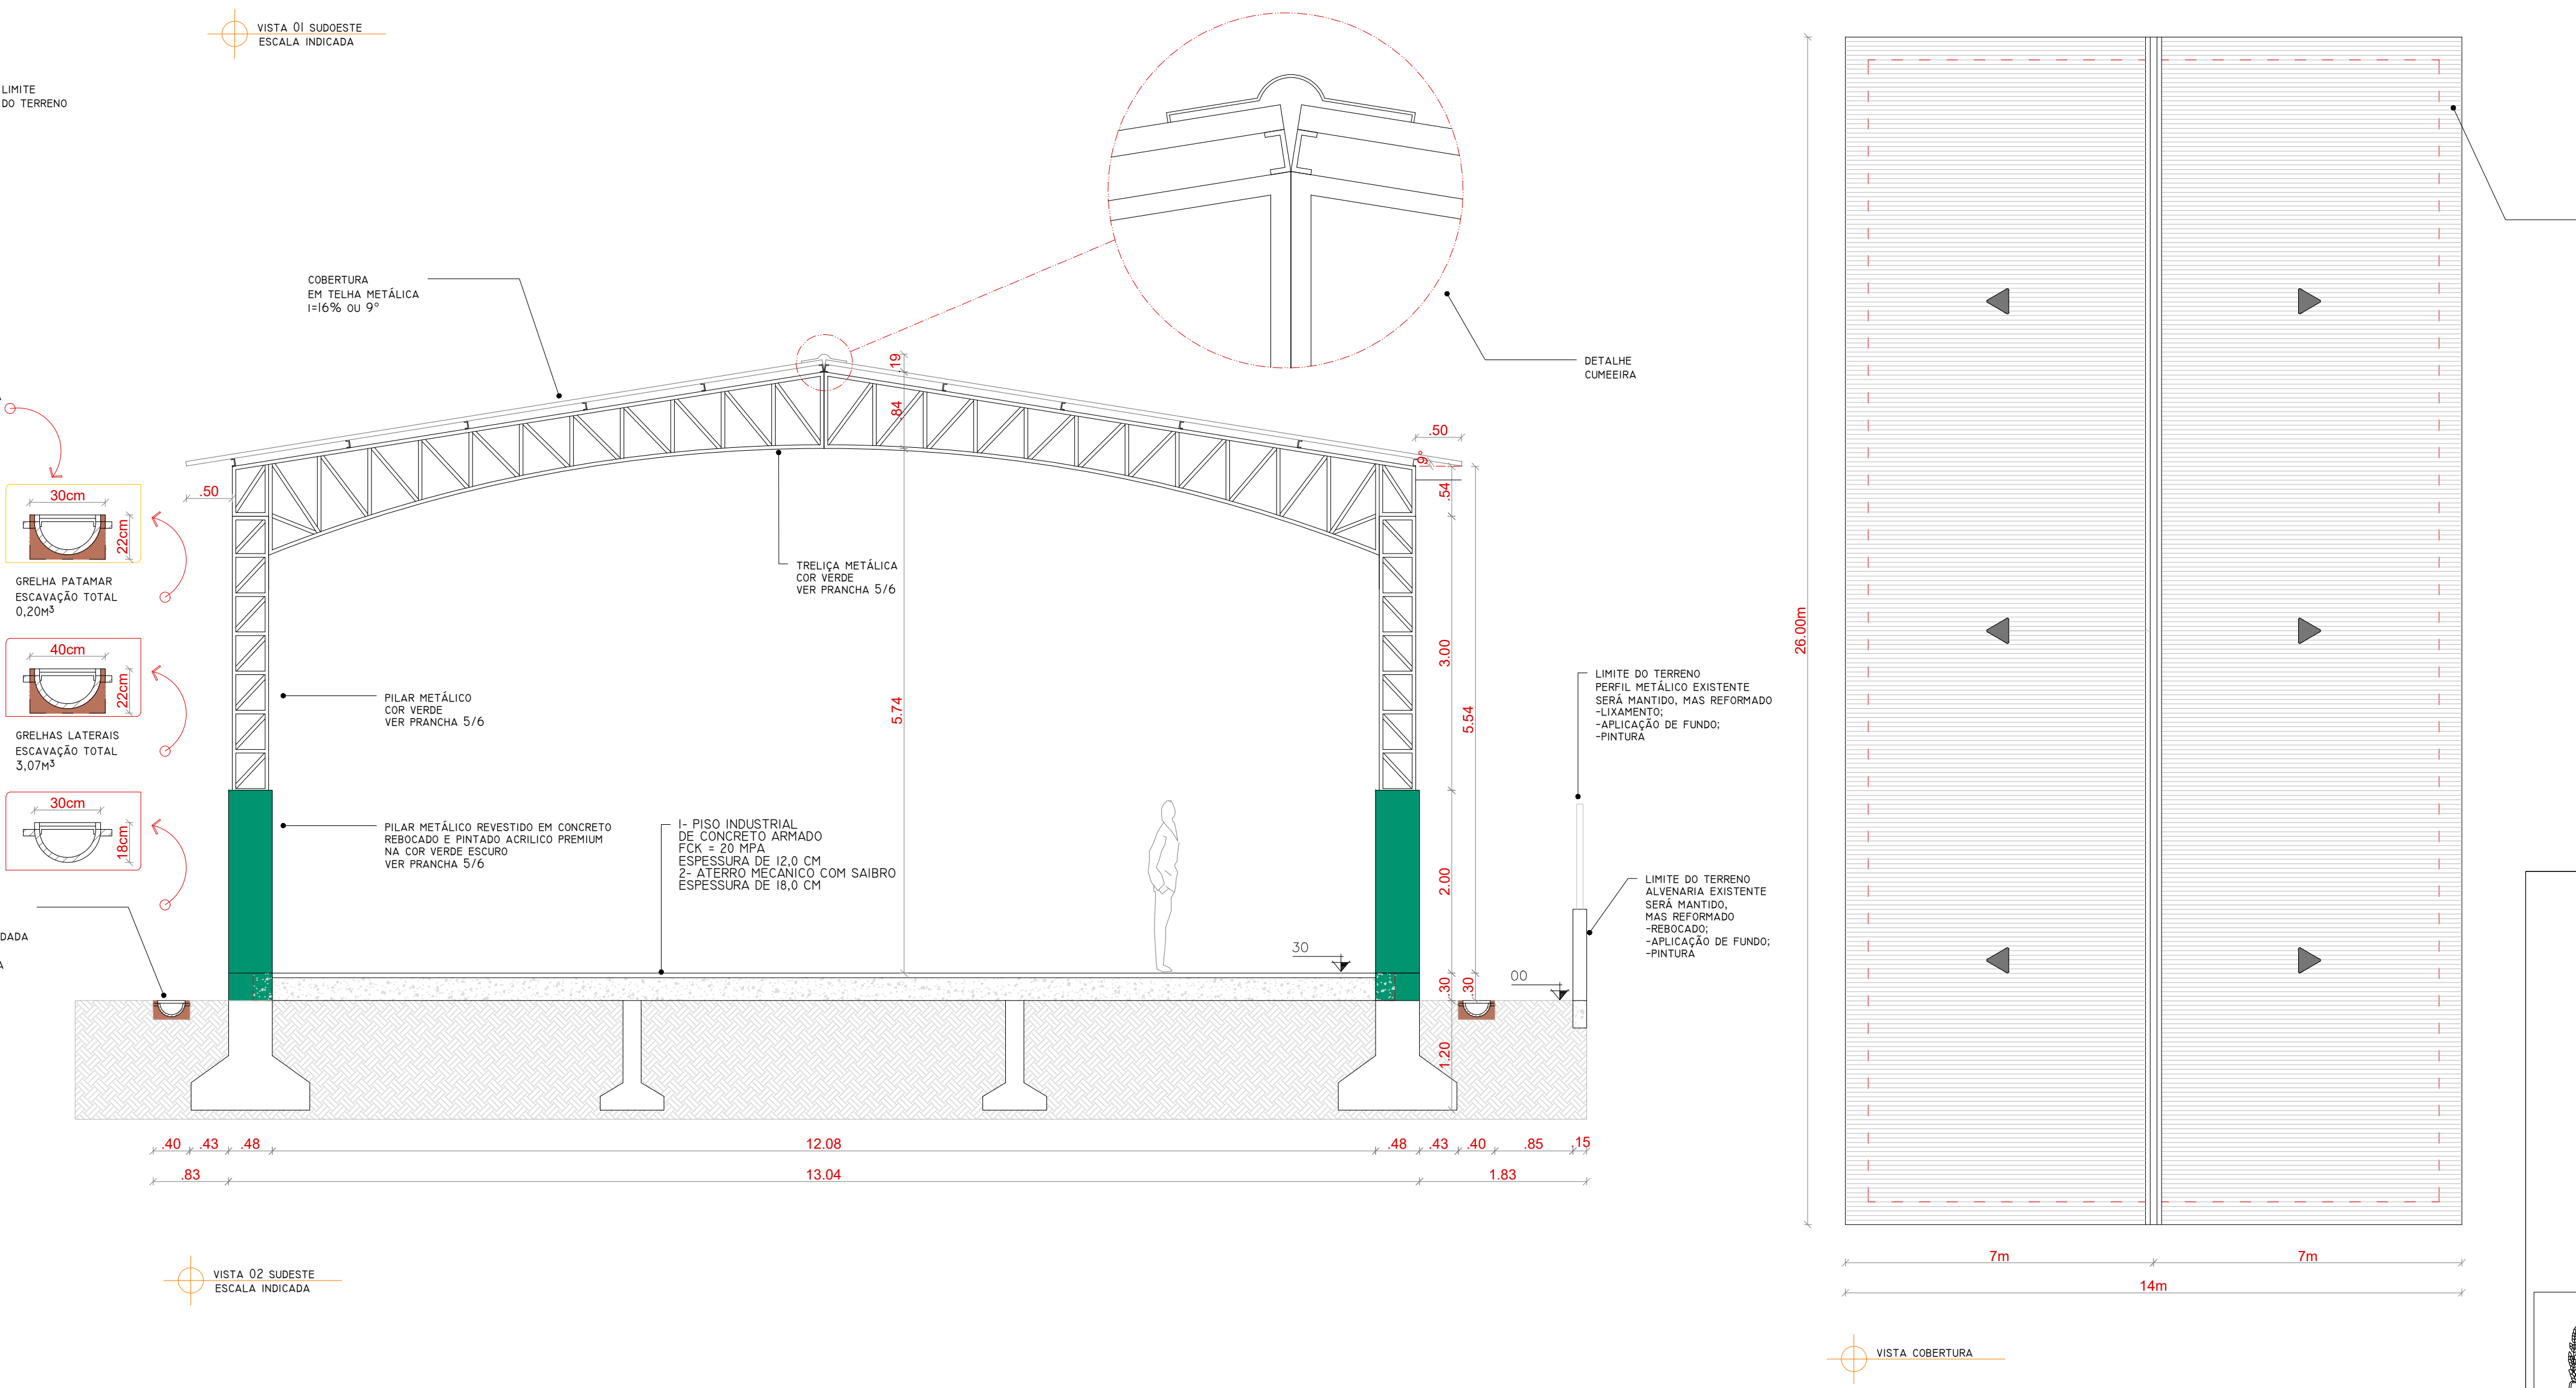 VISTA 01 SUDOESTE
ESCALA INDICADA
LIMITE
DO TERRENO
COBERTURA
EM TELHA METÁLICA
I=16% OU 9°
DETALHE
CUMEEIRA
.19
.84
5.74
.50
.50
9°
.54
3.00
5.54
2.00
.30
.30
1.20
30cm
22cm
GRELHA PATAMAR
ESCAVAÇÃO TOTAL
0,20M³
40cm
22cm
GRELHAS LATERAIS
ESCAVAÇÃO TOTAL
3,07M³
30cm
18cm
DADA
A
TRELIÇA METÁLICA
COR VERDE
VER PRANCHA 5/6
PILAR METÁLICO
COR VERDE
VER PRANCHA 5/6
PILAR METÁLICO REVESTIDO EM CONCRETO
REBOCADO E PINTADO ACRILICO PREMIUM
NA COR VERDE ESCURO
VER PRANCHA 5/6
1- PISO INDUSTRIAL
DE CONCRETO ARMADO
FCK = 20 MPA
ESPESSURA DE 12,0 CM
2- ATERRO MECANICO COM SAIBRO
ESPESSURA DE 18,0 CM
30
00
LIMITE DO TERRENO
PERFIL METÁLICO EXISTENTE
SERÁ MANTIDO, MAS REFORMADO
-LIXAMENTO;
-APLICAÇÃO DE FUNDO;
-PINTURA
LIMITE DO TERRENO
ALVENARIA EXISTENTE
SERÁ MANTIDO,
MAS REFORMADO
-REBOCADO;
-APLICAÇÃO DE FUNDO;
-PINTURA
.40 .43 .48 12.08 .48 .43 .40 .85 .15
.83 13.04 1.83
VISTA 02 SUDESTE
ESCALA INDICADA
26.00m
7m 7m
14m
VISTA COBERTURA